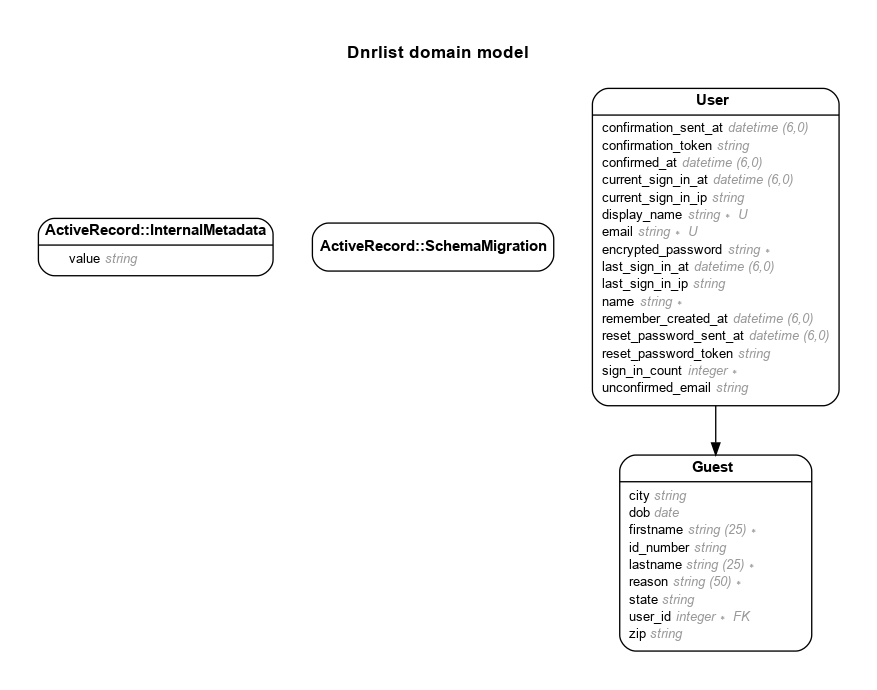 Dnrlist domain model
ActiveRecord::InternalMetadata
value string
ActiveRecord::SchemaMigration
User
confirmation_sent_at datetime (6,0)
confirmation_token string
confirmed_at datetime (6,0)
current_sign_in_at datetime (6,0)
current_sign_in_ip string
display_name string * U
email string * U
encrypted_password string *
last_sign_in_at datetime (6,0)
last_sign_in_ip string
name string *
remember_created_at datetime (6,0)
reset_password_sent_at datetime (6,0)
reset_password_token string
sign_in_count integer *
unconfirmed_email string
Guest
city string
dob date
firstname string (25) *
id_number string
lastname string (25) *
reason string (50) *
state string
user_id integer * FK
zip string